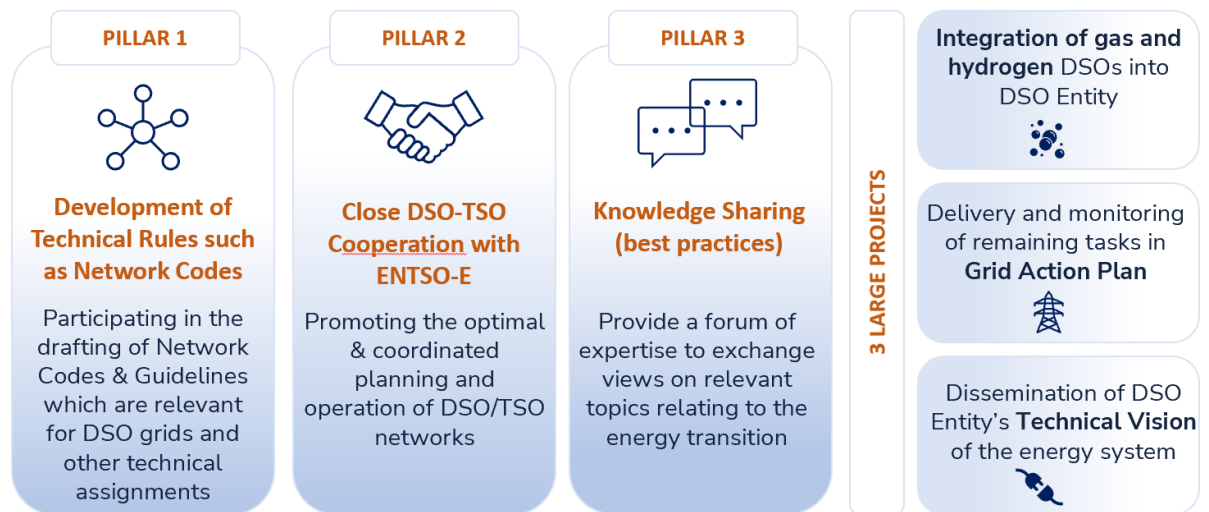 PILLAR 1
Development of
Technical Rules such
as Network Codes
Participating in the
drafting of Network
Codes & Guidelines
which are relevant
for DSO grids and
other technical
assignments
PILLAR 2
Close DSO-TSO
Cooperation with
ENTSO-E
Promoting the optimal
& coordinated
planning and
operation of DSO/TSO
networks
PILLAR 3
Knowledge Sharing
(best practices)
Provide a forum of
expertise to exchange
views on relevant
topics relating to the
energy transition
3 LARGE PROJECTS
Integration of gas and
hydrogen DSOs into
DSO Entity
Delivery and monitoring
of remaining tasks in
Grid Action Plan
Dissemination of DSO
Entity's Technical Vision
of the energy system